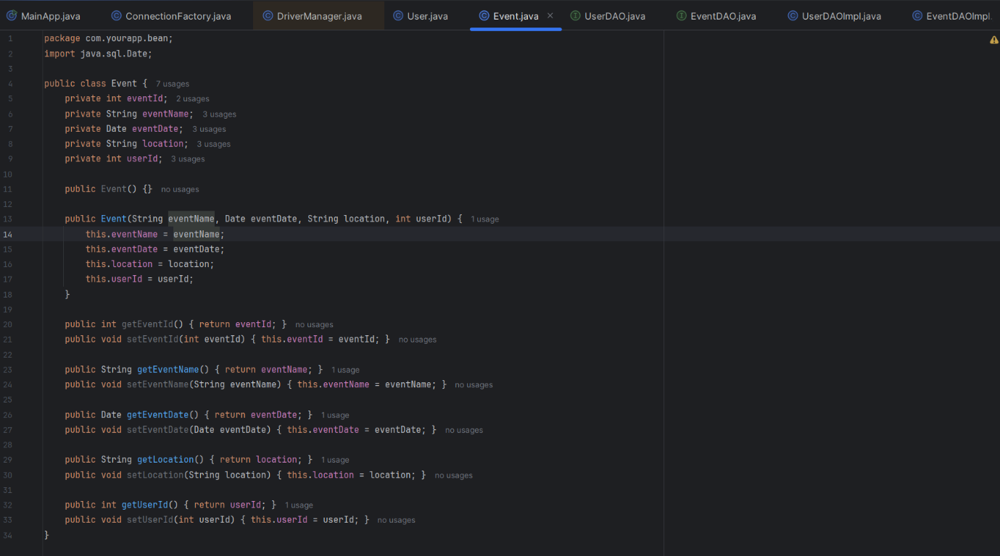 MainApp.java ConnectionFactory.java DriverManager.java User.java Event.java UserDAO.java EventDAO.java UserDAOImpl.java EventDAOImpl.
1 package com.yourapp.bean;
2 import java.sql.Date;
3
4 public class Event { 7 usages
5 private int eventId; 2 usages
6 private String eventName; 3 usages
7 private Date eventDate; 3 usages
8 private String location; 3 usages
9 private int userId; 3 usages
10
11 public Event() {} no usages
12
13 public Event(String eventName, Date eventDate, String location, int userId) { 1 usage
14 this.eventName = eventName;
15 this.eventDate = eventDate;
16 this.location = location;
17 this.userId = userId;
18 }
19
20 public int getEventId() { return eventId; } no usages
21 public void setEventId(int eventId) { this.eventId = eventId; } no usages
22
23 public String getEventName() { return eventName; } 1 usage
24 public void setEventName(String eventName) { this.eventName = eventName; } no usages
25
26 public Date getEventDate() { return eventDate; } 1 usage
27 public void setEventDate(Date eventDate) { this.eventDate = eventDate; } no usages
28
29 public String getLocation() { return location; } 1 usage
30 public void setLocation(String location) { this.location = location; } no usages
31
32 public int getUserId() { return userId; } 1 usage
33 public void setUserId(int userId) { this.userId = userId; } no usages
34 }